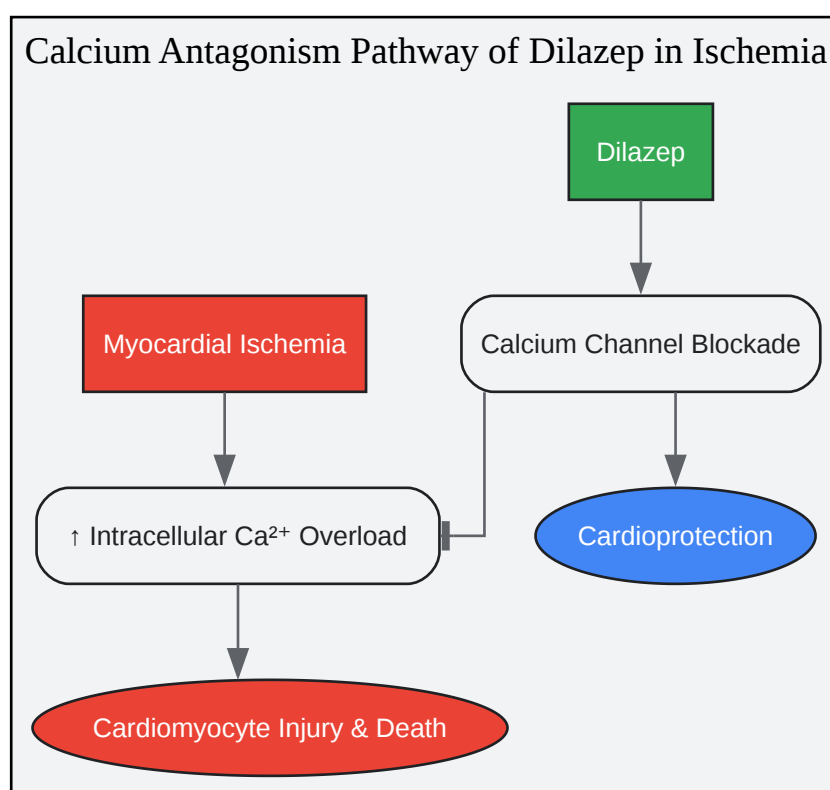 Calcium Antagonism Pathway of Dilazep in Ischemia
Dilazep
Myocardial Ischemia
Calcium Channel Blockade
↑ Intracellular Ca²⁺ Overload
Cardioprotection
Cardiomyocyte Injury & Death